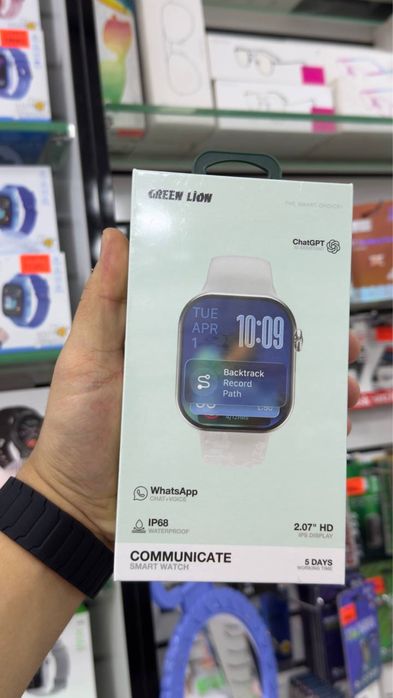 GREEN LION
THE SMART CHOICE
ChatGPT
TUE
APR
1
10:09
Backtrack
Record
Path
WhatsApp
CHAT+VOICE
IP68
WATERPROOF
2.07" HD
IPS DISPLAY
COMMUNICATE
SMART WATCH
5 DAYS
WORKING TIME